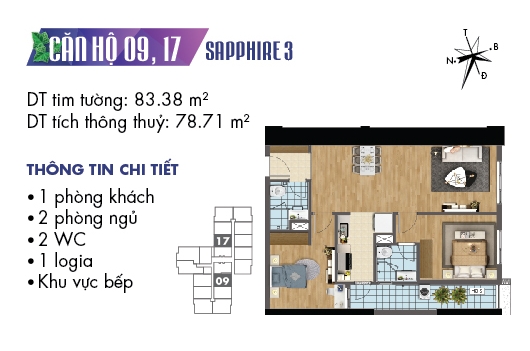 CĂN HỘ 09, 17 SAPPHIRE 3
T
B
N
Đ
DT tim tường: 83.38 m²
DT tích thông thuỷ: 78.71 m²
THÔNG TIN CHI TIẾT
• 1 phòng khách
• 2 phòng ngủ
• 2 WC
• 1 logia
• Khu vực bếp
17
09